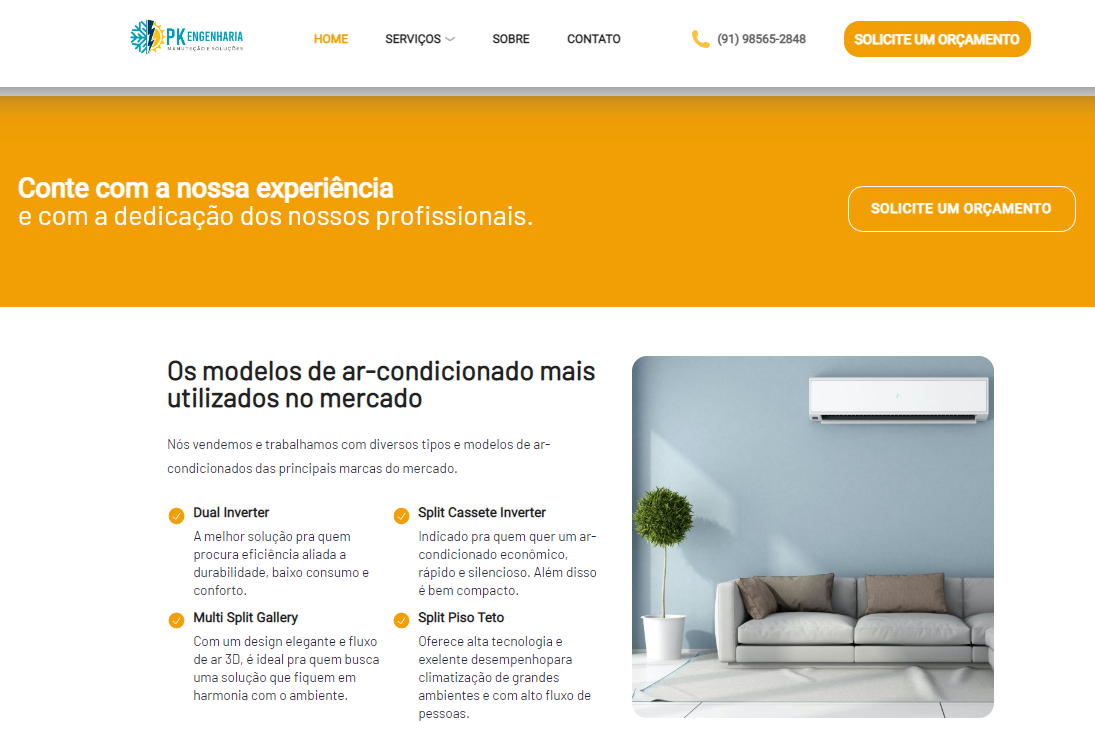 PK ENGENHARIA
MANUTEÇÃO E SOLUÇÕES
HOME
SERVIÇOS
SOBRE
CONTATO
(91) 98565-2848
SOLICITE UM ORÇAMENTO
Conte com a nossa experiência
e com a dedicação dos nossos profissionais.
SOLICITE UM ORÇAMENTO
Os modelos de ar-condicionado mais
utilizados no mercado
Nós vendemos e trabalhamos com diversos tipos e modelos de ar-
condicionados das principais marcas do mercado.
Dual Inverter
A melhor solução pra quem
procura eficiência aliada a
durabilidade, baixo consumo e
conforto.
Split Cassete Inverter
Indicado pra quem quer um ar-
condicionado econômico,
rápido e silencioso. Além disso
é bem compacto.
Multi Split Gallery
Com um design elegante e fluxo
de ar 3D, é ideal pra quem busca
uma solução que fiquem em
harmonia com o ambiente.
Split Piso Teto
Oferece alta tecnologia e
exelente desempenhopara
climatização de grandes
ambientes e com alto fluxo de
pessoas.